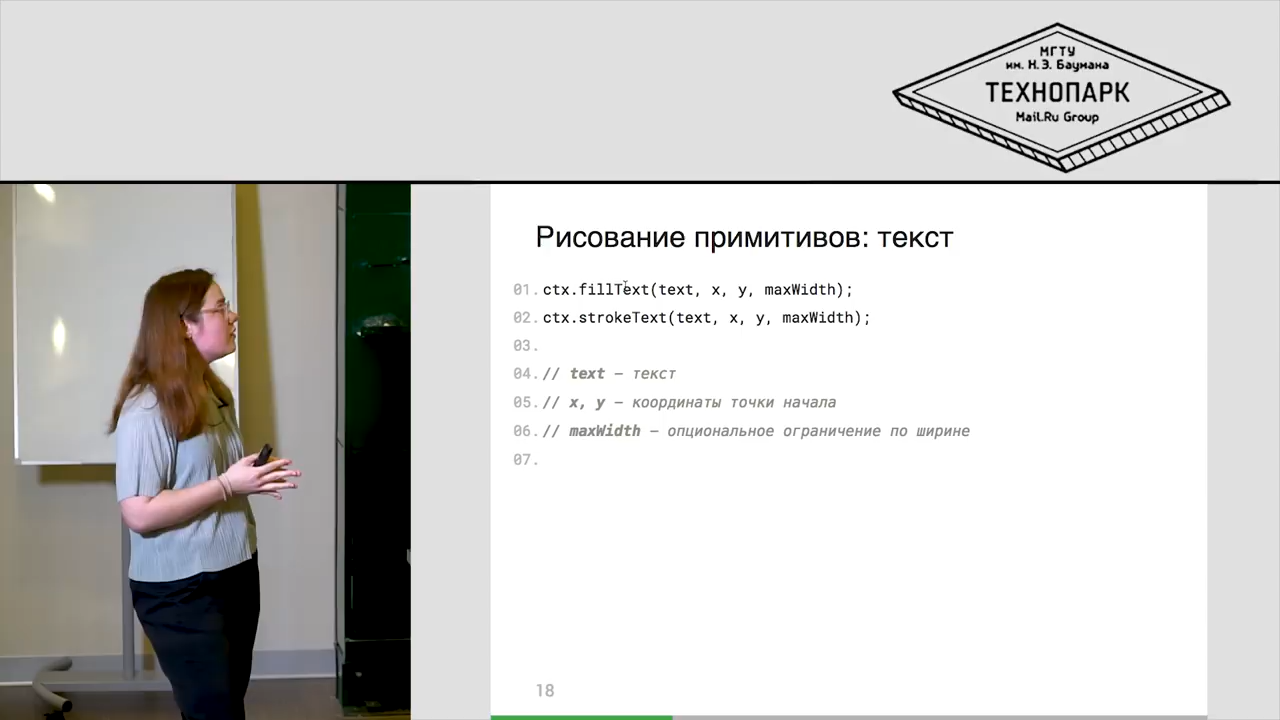 МГТУ
им. Н.Э. Баумана
ТЕХНОПАРК
Mail.Ru Group
Рисование примитивов: текст
01. ctx.fillText(text, x, y, maxWidth);
02. ctx.strokeText(text, x, y, maxWidth);
03.
04. // text – текст
05. // x, y – координаты точки начала
06. // maxWidth – опциональное ограничение по ширине
07.
18